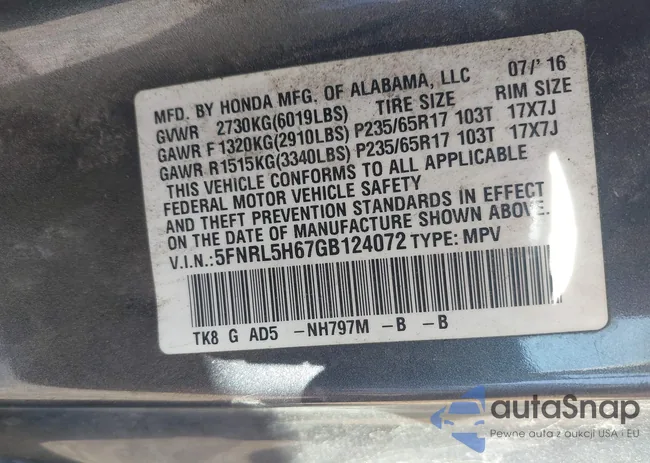 MFD. BY HONDA MFG. OF ALABAMA, LLC 07/'16
GVWR 2730KG(6019LBS) TIRE SIZE RIM SIZE
GAWR F1320KG(2910LBS) P235/65R17 103T 17X7J
GAWR R1515KG(3340LBS) P235/65R17 103T 17X7J
THIS VEHICLE CONFORMS TO ALL APPLICABLE
FEDERAL MOTOR VEHICLE SAFETY
AND THEFT PREVENTION STANDARDS IN EFFECT
ON THE DATE OF MANUFACTURE SHOWN ABOVE.
V.I.N.:5FNRL5H67GB124072 TYPE: MPV
TK8 G AD5 -NH797M -B -B
autaSnap
Pewne auta z aukcji USA i EU